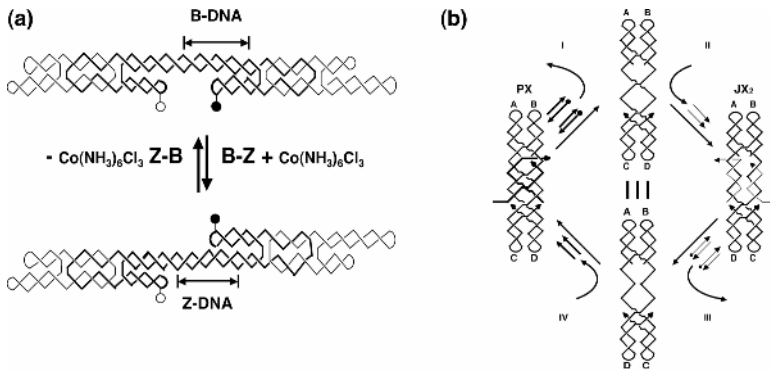 (a)
B-DNA
- Co(NH3)6Cl3 Z-B B-Z + Co(NH3)6Cl3
Z-DNA
(b)
A B
I II
PX JX2
A B A B
C D
A B
C D C D
IV III
D C